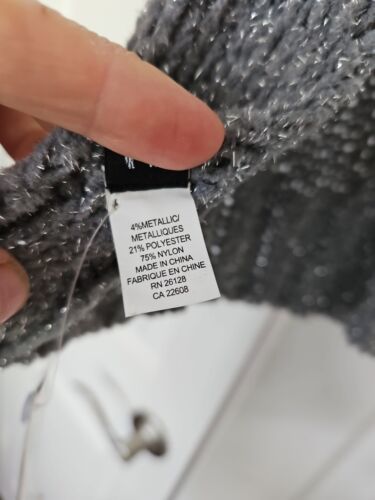 4%METALLIC/
METALLIQUES
21% POLYESTER
75% NYLON
MADE IN CHINA
FABRIQUE EN CHINE
RN 26128
CA 22608